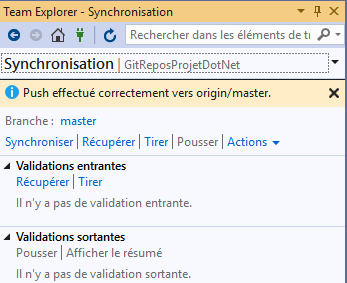 Team Explorer - Synchronisation
Rechercher dans les éléments de t
Synchronisation | GitReposProjetDotNet
Push effectué correctement vers origin/master.
Branche : master
Synchroniser | Récupérer | Tirer | Pousser | Actions
Validations entrantes
Récupérer | Tirer
Il n'y a pas de validation entrante.
Validations sortantes
Pousser | Afficher le résumé
Il n'y a pas de validation sortante.